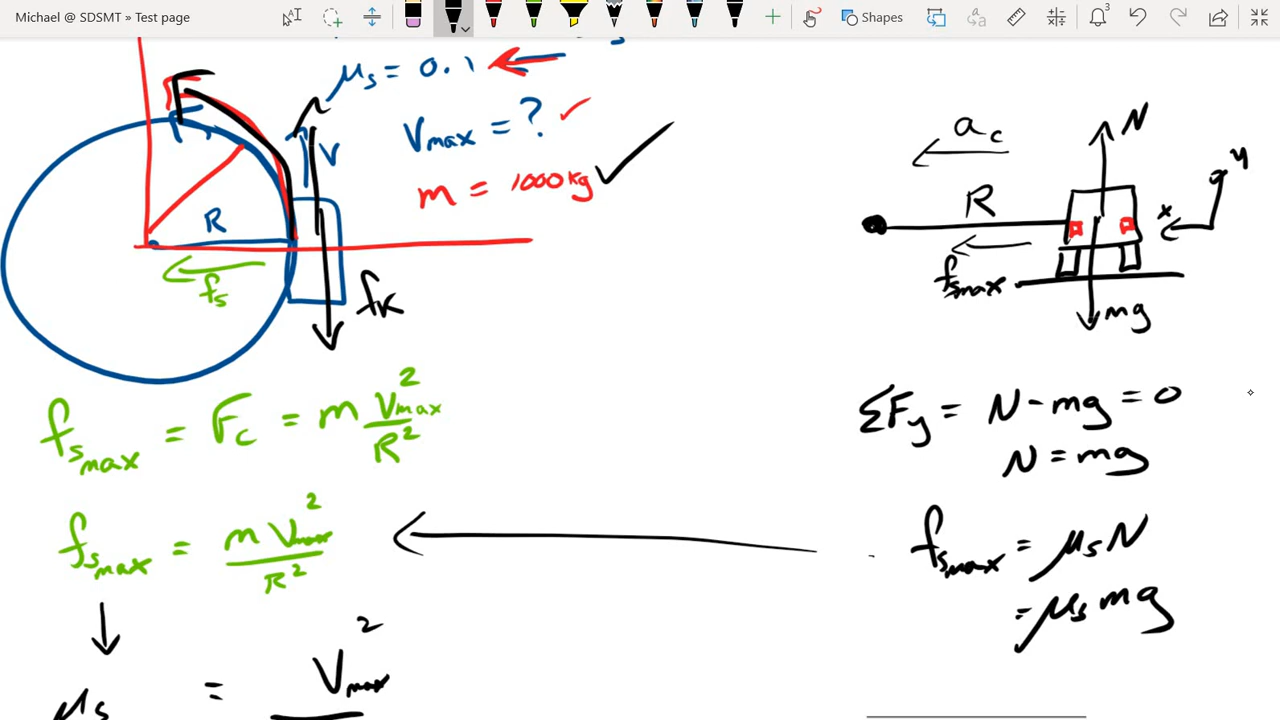 Michael @ SDSMT » Test page
Shapes
3
μs = 0.1
Vmax = ?
m = 1000kg
V
R
fs
fk
ac
N
R
fsmax
mg
x
y
fsmax = Fc = m Vmax²/R²
fsmax = m Vmax²/R²
μs = Vmax²
ΣFy = N - mg = 0
N = mg
fsmax = μsN
= μsmg